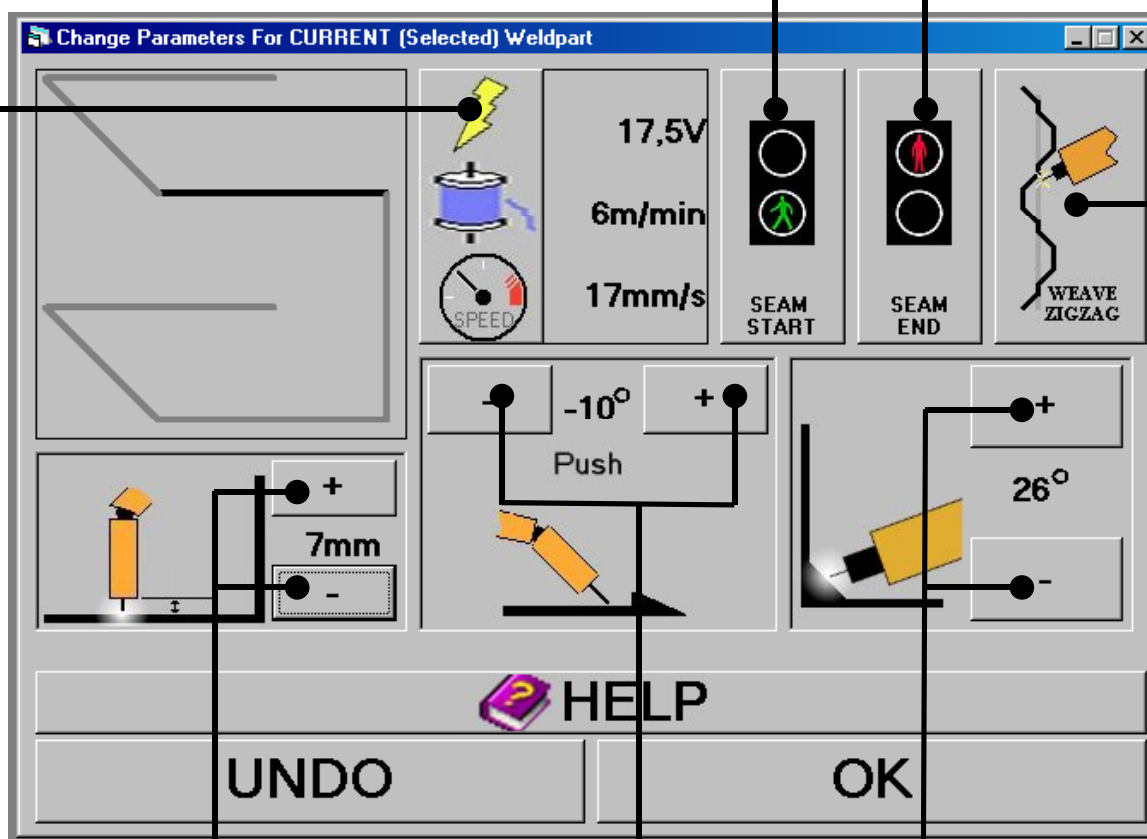 Change Parameters For CURRENT (Selected) Weldpart
17,5V
6m/min
17mm/s
SPEED
SEAM
START
SEAM
END
WEAVE
ZIGZAG
-
-10°
+
Push
+
7mm
-
+
26°
-
HELP
UNDO
OK